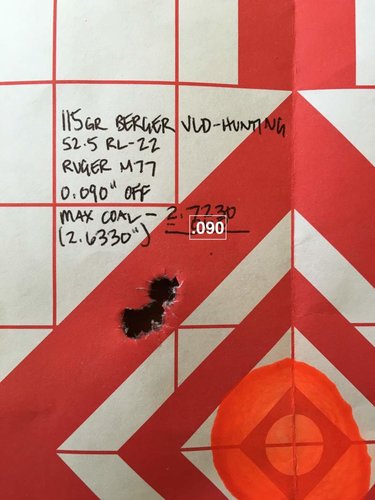 115GR BERGER VLD-HUNTING
52.5 RL-22
RUGER M77
0.090" OFF
MAX COAL - 2.7230
(2.6330") .090